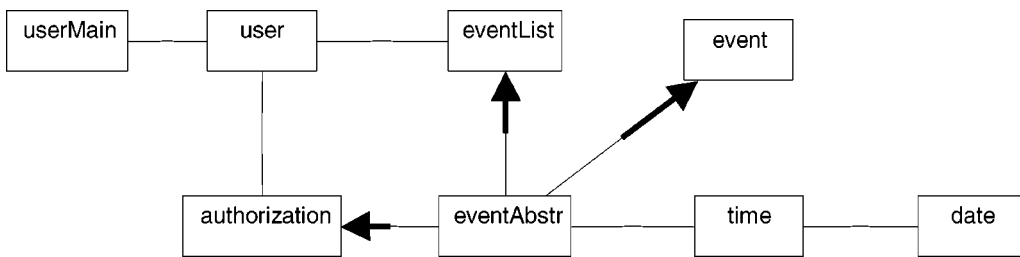 userMain
user
eventList
event
authorization
eventAbstr
time
date